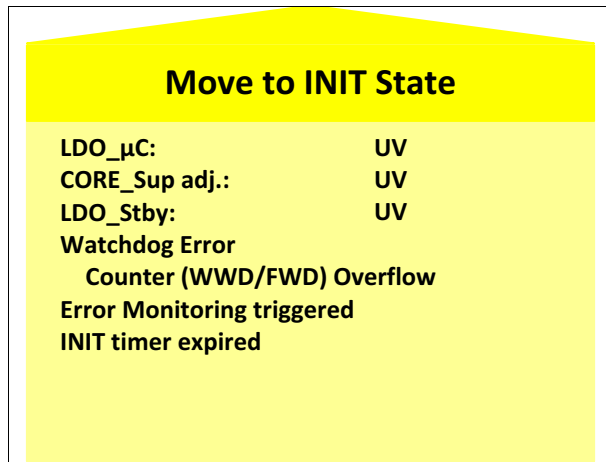 Move to INIT State
LDO_µC: UV
CORE_Sup adj.: UV
LDO_Stby: UV
Watchdog Error
Counter (WWD/FWD) Overflow
Error Monitoring triggered
INIT timer expired